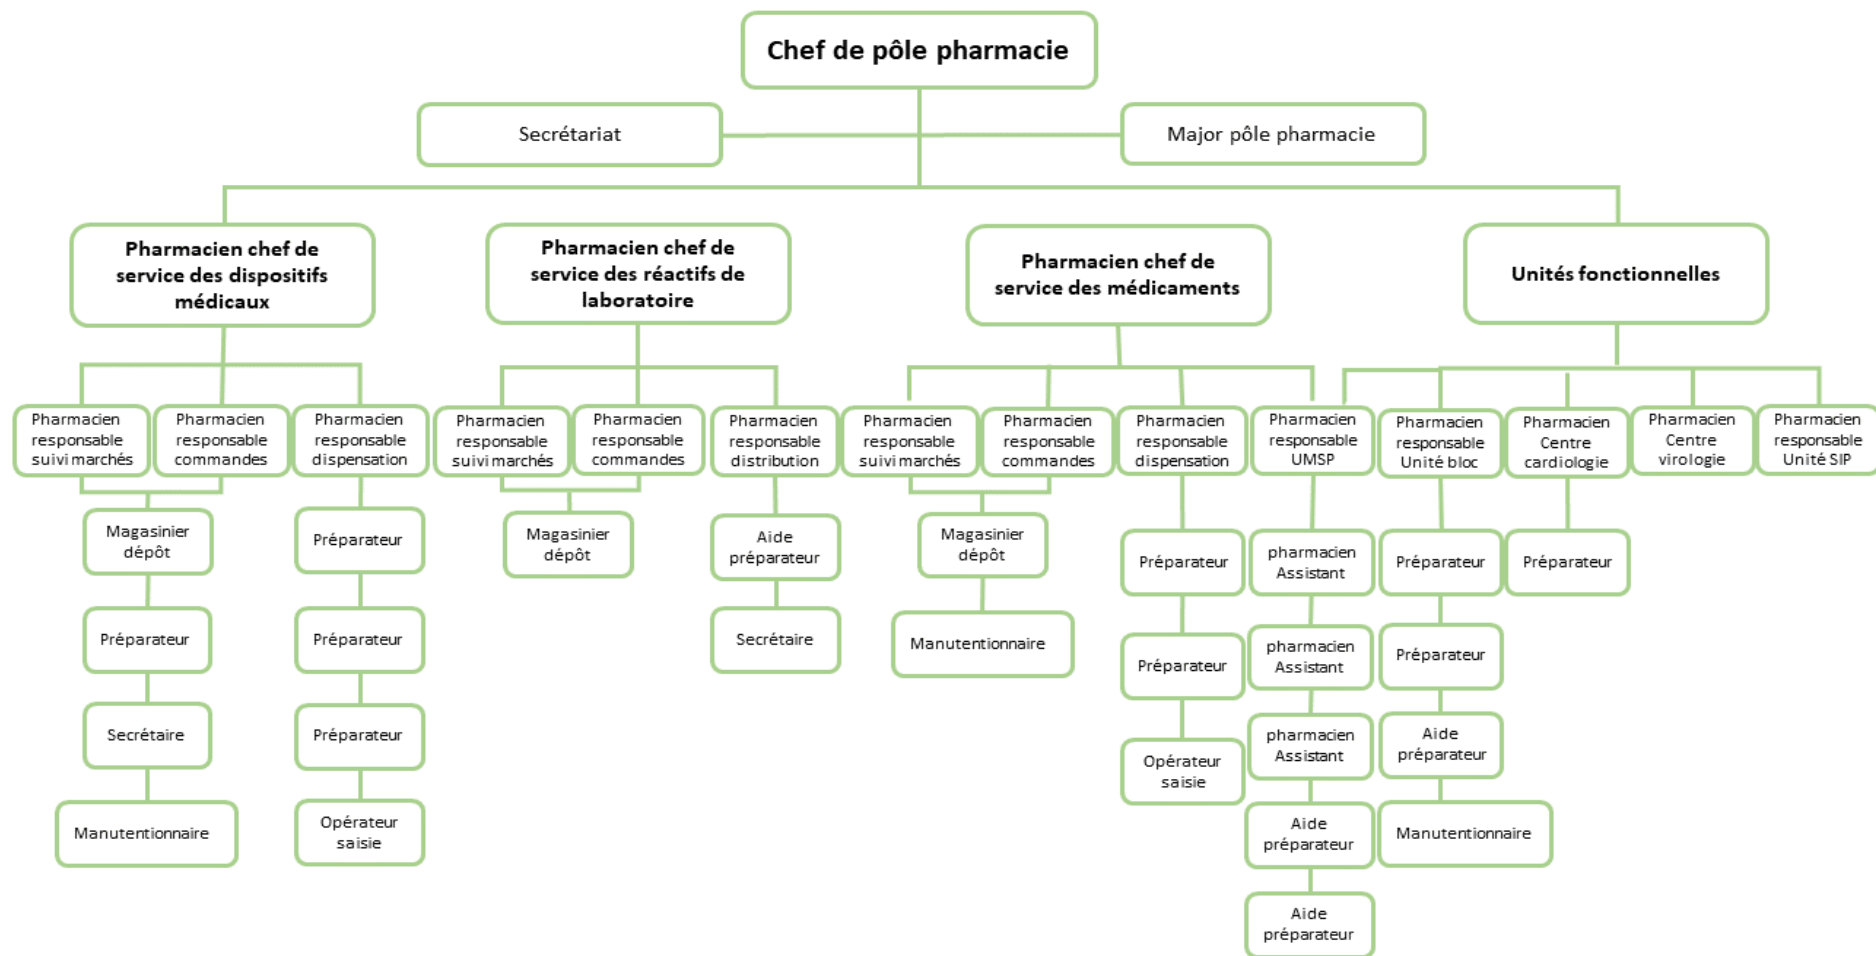 Chef de pôle pharmacie
Secrétariat
Major pôle pharmacie
Pharmacien chef de
service des dispositifs
médicaux
Pharmacien chef de
service des réactifs de
laboratoire
Pharmacien chef de
service des médicaments
Unités fonctionnelles
Pharmacien
responsable
suivi marchés
Pharmacien
responsable
commandes
Pharmacien
responsable
dispensation
Pharmacien
responsable
suivi marchés
Pharmacien
responsable
commandes
Pharmacien
responsable
distribution
Pharmacien
responsable
suivi marchés
Pharmacien
responsable
commandes
Pharmacien
responsable
dispensation
Pharmacien
responsable
UMSP
Pharmacien
responsable
Unité bloc
Pharmacien
Centre
cardiologie
Pharmacien
Centre
virologie
Pharmacien
responsable
Unité SIP
Magasinier
dépôt
Préparateur
Secrétaire
Manutentionnaire
Préparateur
Préparateur
Préparateur
Opérateur
saisie
Magasinier
dépôt
Aide
préparateur
Secrétaire
Magasinier
dépôt
Manutentionnaire
Préparateur
Préparateur
Opérateur
saisie
pharmacien
Assistant
pharmacien
Assistant
pharmacien
Assistant
Aide
préparateur
Aide
préparateur
Préparateur
Préparateur
Aide
préparateur
Manutentionnaire
Préparateur